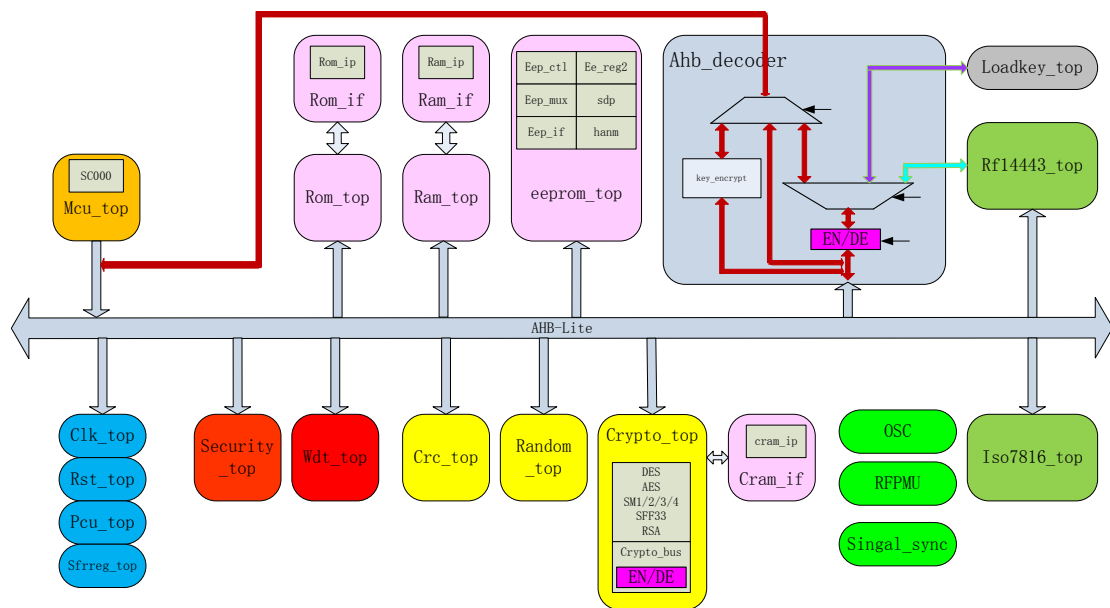 Rom_ip
Rom_if
Ram_ip
Ram_if
Eep_ctl
Ee_reg2
Eep_mux
sdp
Eep_if
hanm
eeprom_top
Ahb_decoder
key_encrypt
EN/DE
Loadkey_top
Rf14443_top
SC000
Mcu_top
Rom_top
Ram_top
AHB-Lite
Clk_top
Rst_top
Pcu_top
Sfrreg_top
Security
_top
Wdt_top
Crc_top
Random
_top
Crypto_top
DES
AES
SM1/2/3/4
SFF33
RSA
Crypto_bus
EN/DE
cram_ip
Cram_if
OSC
RFPMU
Singal_sync
Iso7816_top